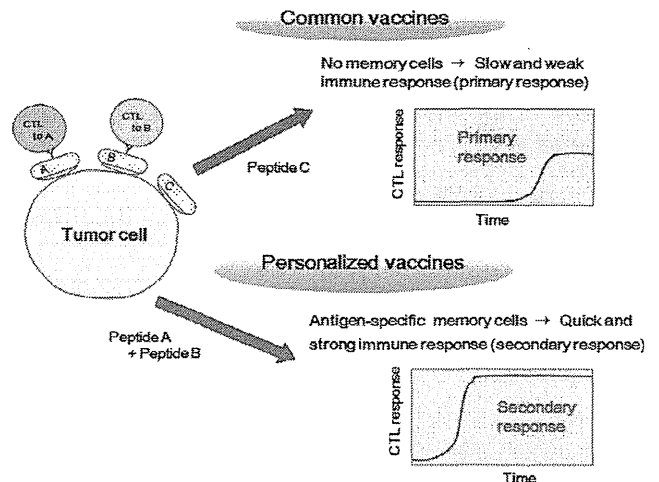 Common vaccines
No memory cells → Slow and weak
immune response (primary response)
CTL
to A
CTL
to B
A
B
C
Tumor cell
Peptide C
CTL response
Primary
response
Time
Personalized vaccines
Peptide A
+ Peptide B
Antigen-specific memory cells → Quick and
strong immune response (secondary response)
CTL response
Secondary
response
Time